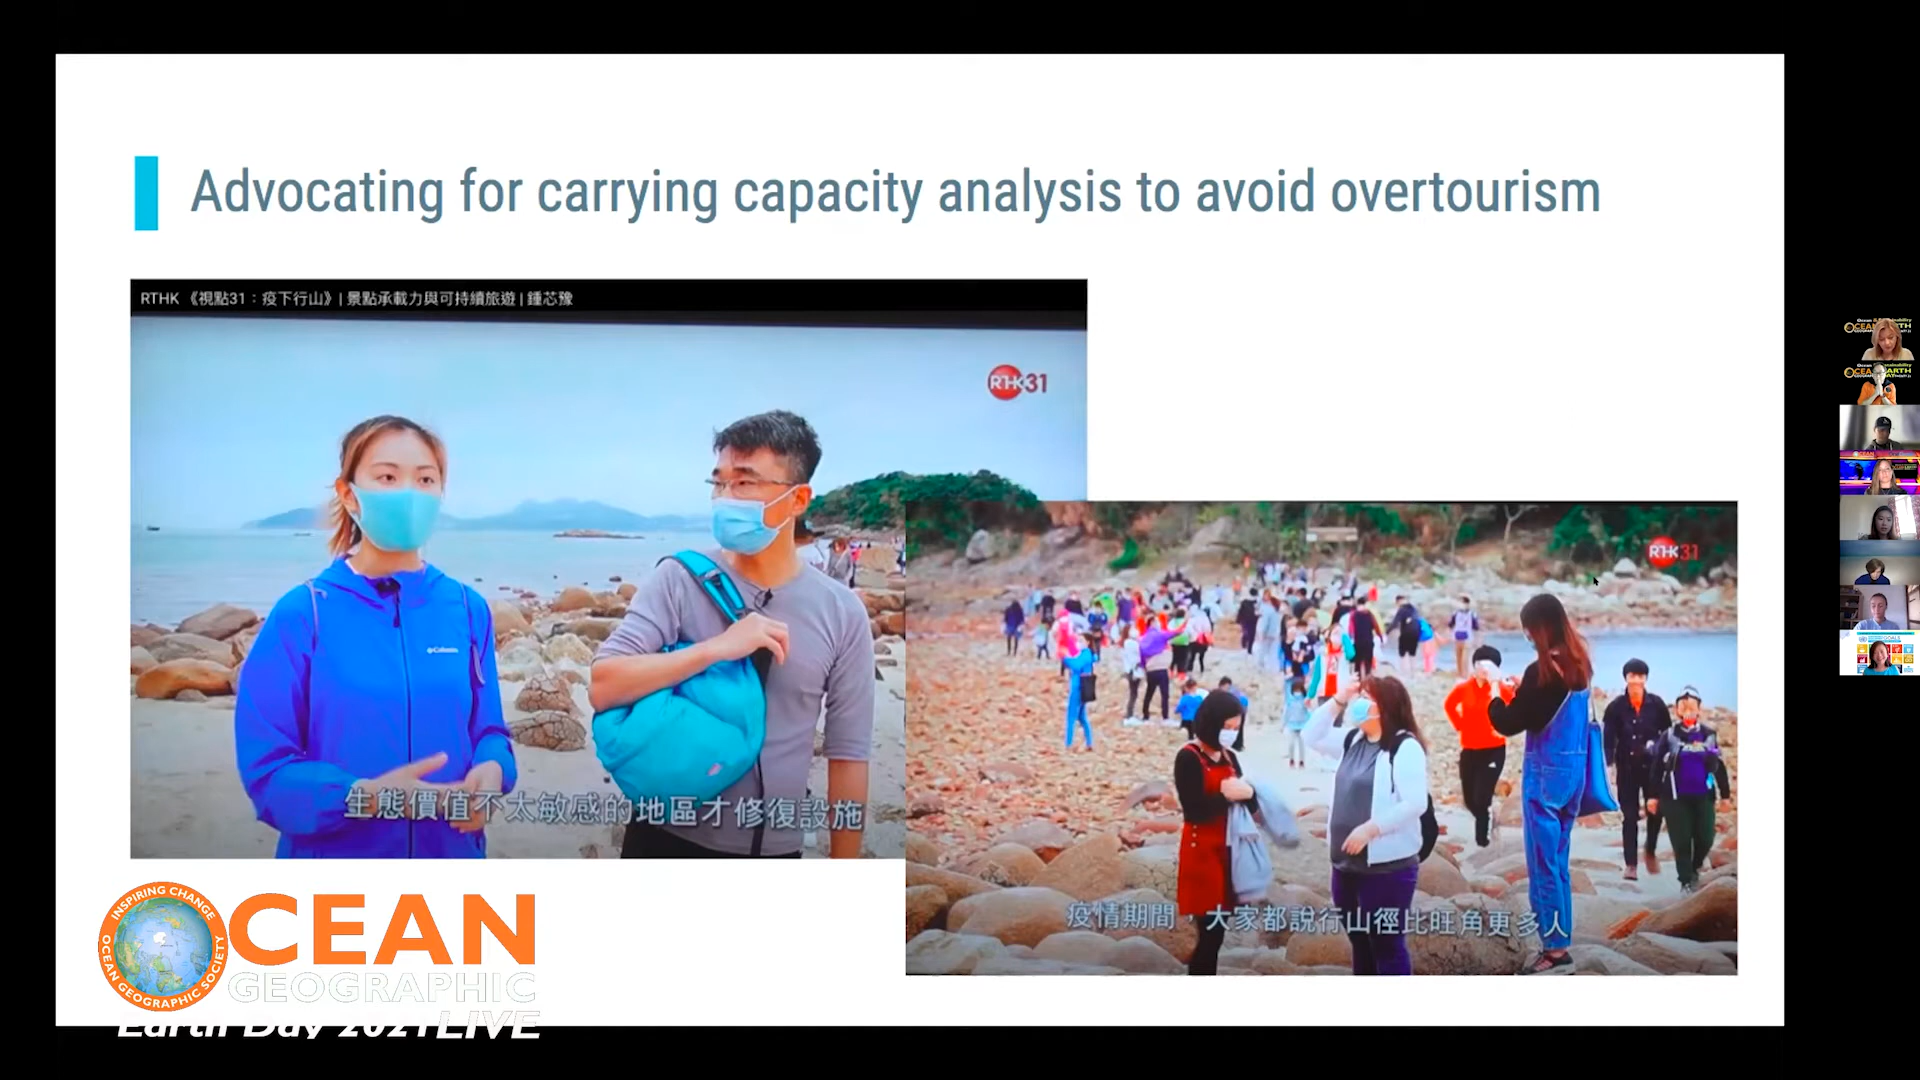 Advocating for carrying capacity analysis to avoid overtourism
RTHK 《視點31：疫下行山》 | 景點承載力與可持續旅遊 | 鍾芯豫
RTHK31
Columbia
生態價值不太敏感的地區才修復設施
RTHK31
疫情期間，大家都說行山徑比旺角更多人
INSPIRING CHANGE
OCEAN GEOGRAPHIC SOCIETY
OCEAN
GEOGRAPHIC
Earth Day 2021 LIVE